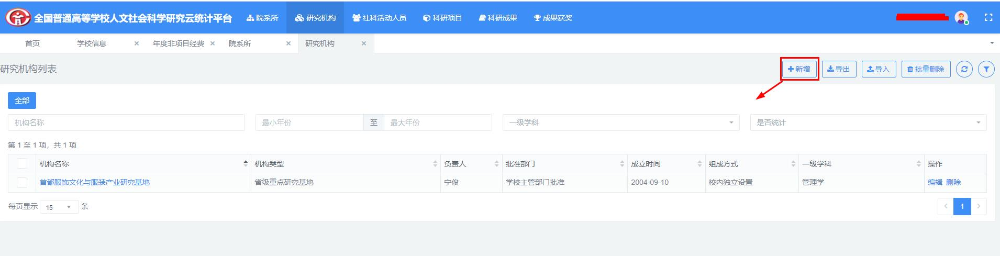 全国普通高等学校人文社会科学研究云统计平台 院系所 研究机构 社科活动人员 科研项目 科研成果 成果获奖
首页 学校信息 × 年度非项目经费 × 院系所 × 研究机构 ×
研究机构列表 +新增 导出 导入 批量删除
全部
机构名称 最小年份 至 最大年份 一级学科 是否统计
第 1 至 1 项，共 1 项
机构名称 机构类型 负责人 批准部门 成立时间 组成方式 一级学科 操作
首都服饰文化与服装产业研究基地 省级重点研究基地 宁俊 学校主管部门批准 2004-09-10 校内独立设置 管理学 编辑 删除
每页显示 15 条 < 1 >